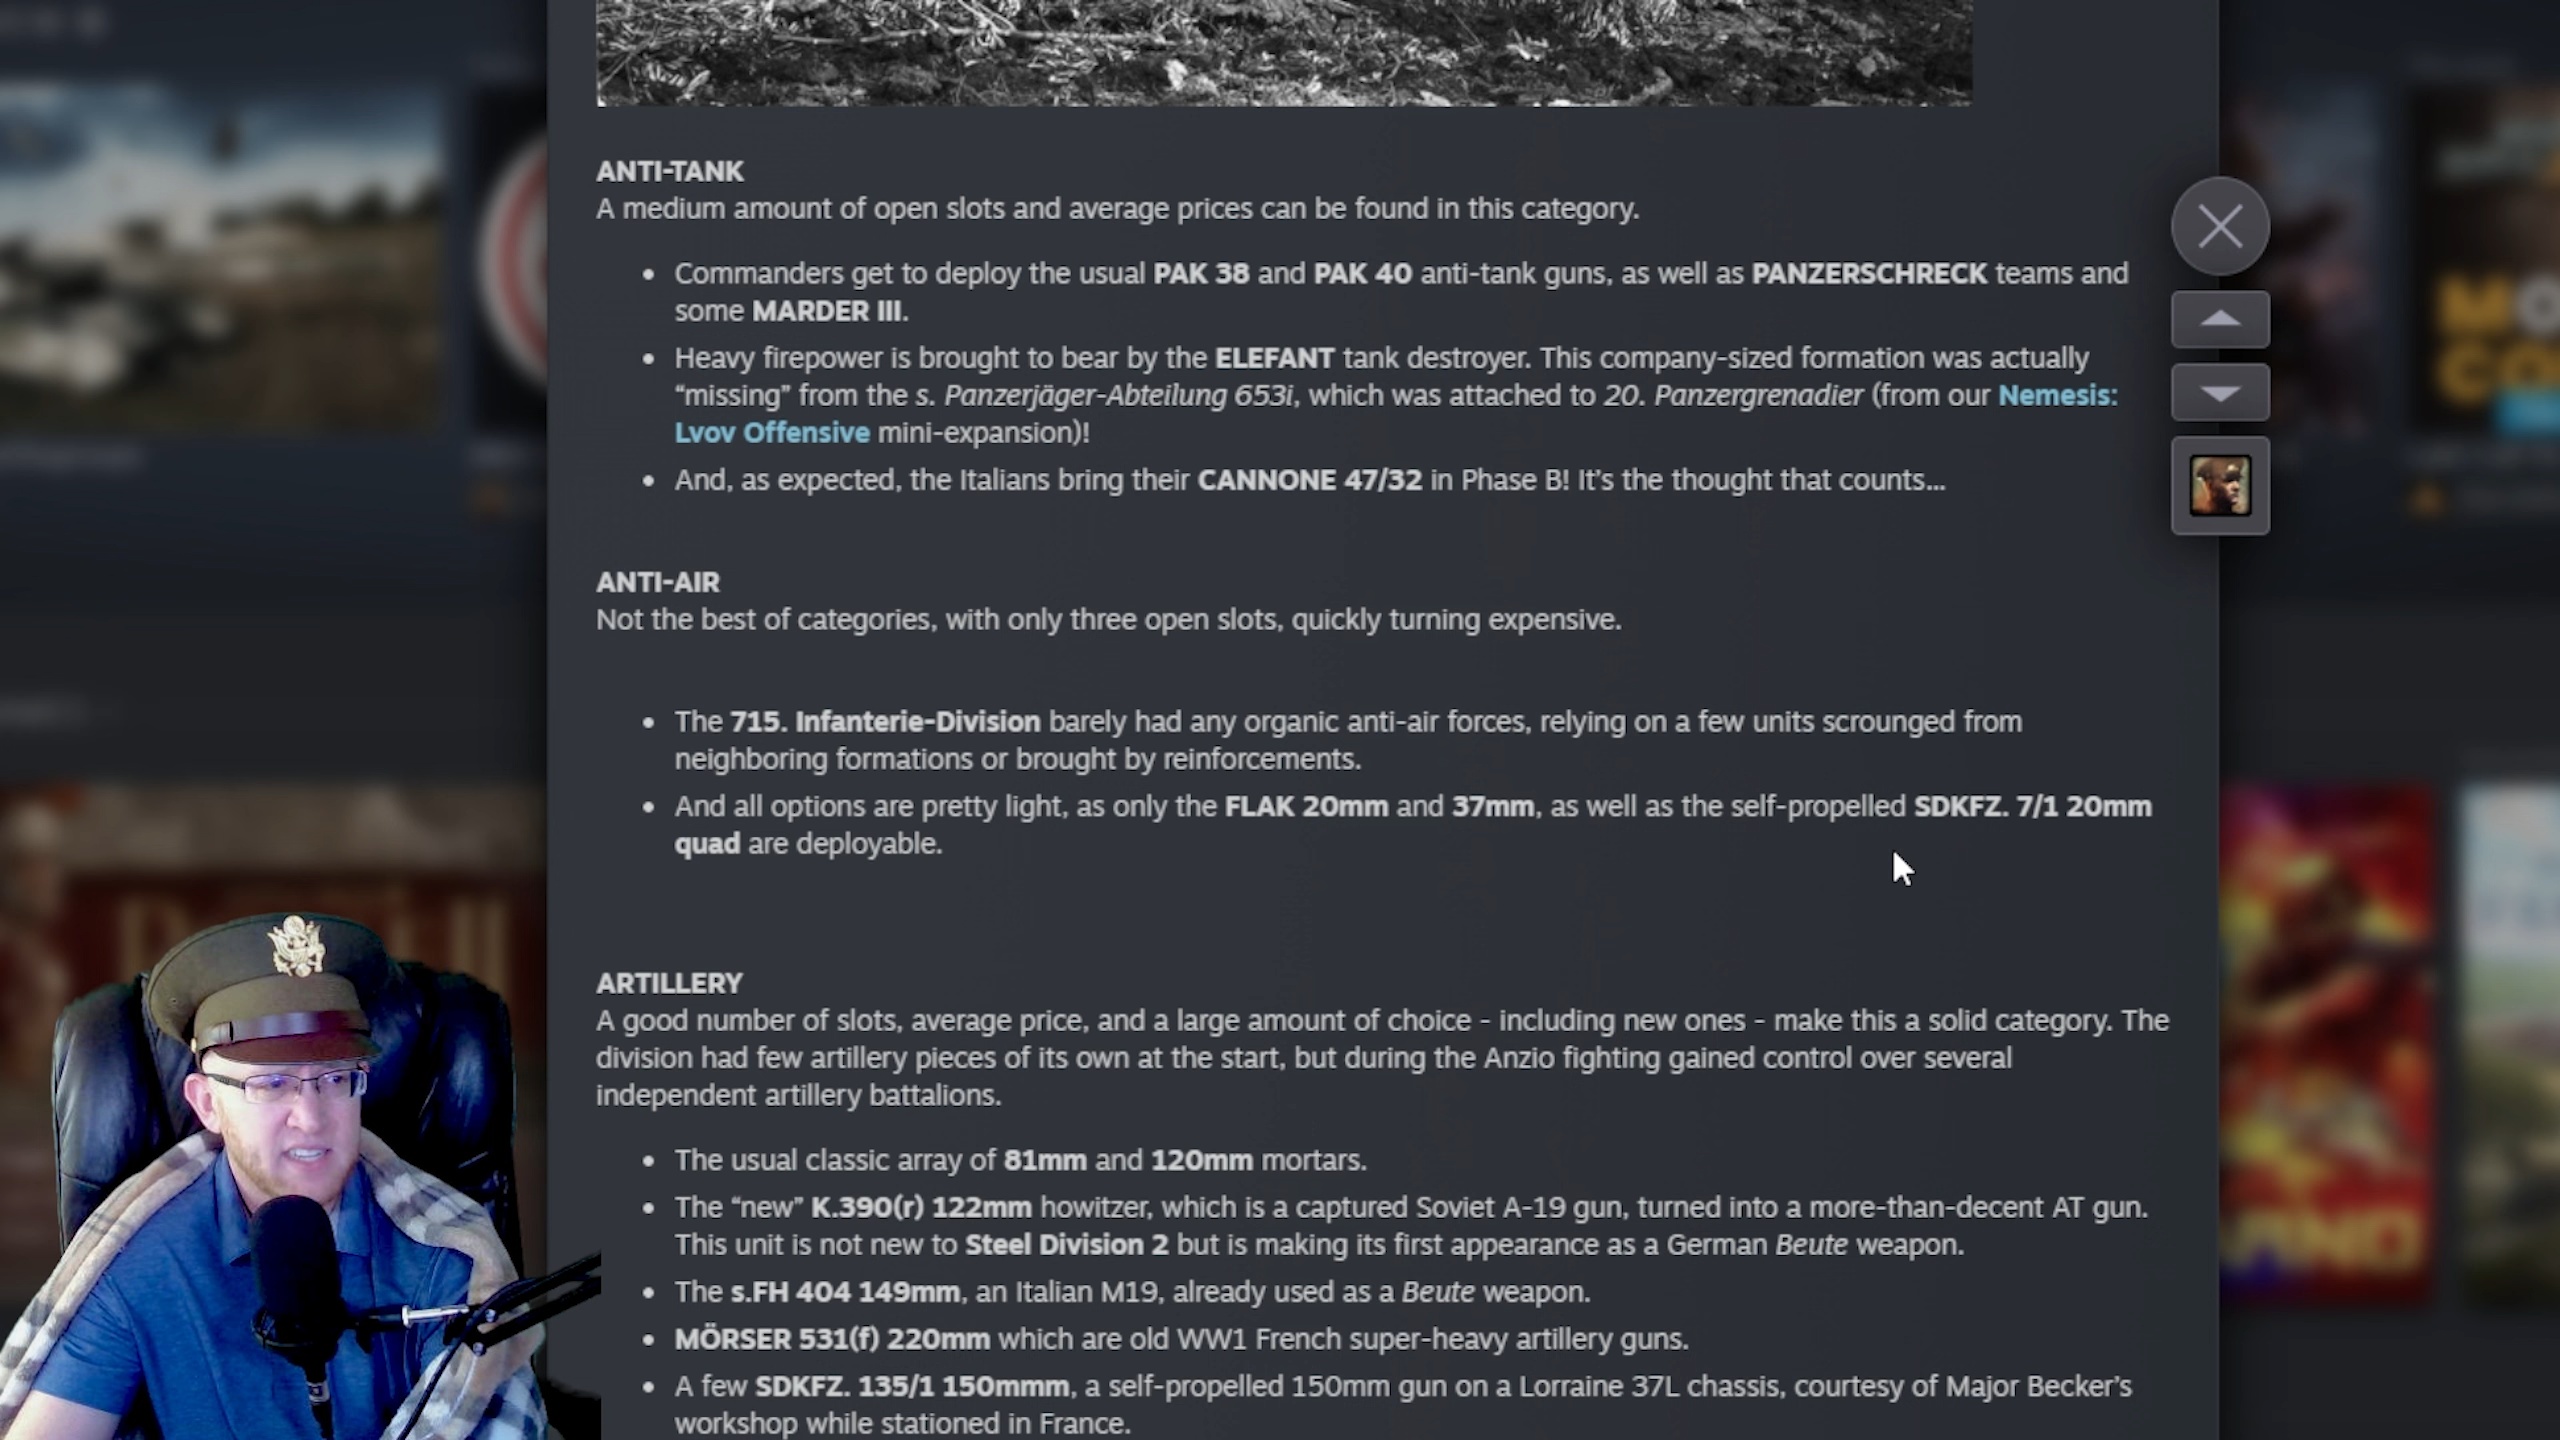 ANTI-TANK
A medium amount of open slots and average prices can be found in this category.
• Commanders get to deploy the usual PAK 38 and PAK 40 anti-tank guns, as well as PANZERSCHRECK teams and
some MARDER III.
• Heavy firepower is brought to bear by the ELEFANT tank destroyer. This company-sized formation was actually
“missing” from the s. Panzerjäger-Abteilung 653i, which was attached to 20. Panzergrenadier (from our Nemesis:
Lvov Offensive mini-expansion)!
• And, as expected, the Italians bring their CANNONE 47/32 in Phase B! It’s the thought that counts…
ANTI-AIR
Not the best of categories, with only three open slots, quickly turning expensive.
• The 715. Infanterie-Division barely had any organic anti-air forces, relying on a few units scrounged from
neighboring formations or brought by reinforcements.
• And all options are pretty light, as only the FLAK 20mm and 37mm, as well as the self-propelled SDKFZ. 7/1 20mm
quad are deployable.
ARTILLERY
A good number of slots, average price, and a large amount of choice - including new ones - make this a solid category. The
division had few artillery pieces of its own at the start, but during the Anzio fighting gained control over several
independent artillery battalions.
• The usual classic array of 81mm and 120mm mortars.
• The “new” K.390(r) 122mm howitzer, which is a captured Soviet A-19 gun, turned into a more-than-decent AT gun.
This unit is not new to Steel Division 2 but is making its first appearance as a German Beute weapon.
• The s.FH 404 149mm, an Italian M19, already used as a Beute weapon.
• MÖRSER 531(f) 220mm which are old WW1 French super-heavy artillery guns.
• A few SDKFZ. 135/1 150mmm, a self-propelled 150mm gun on a Lorraine 37L chassis, courtesy of Major Becker’s
workshop while stationed in France.